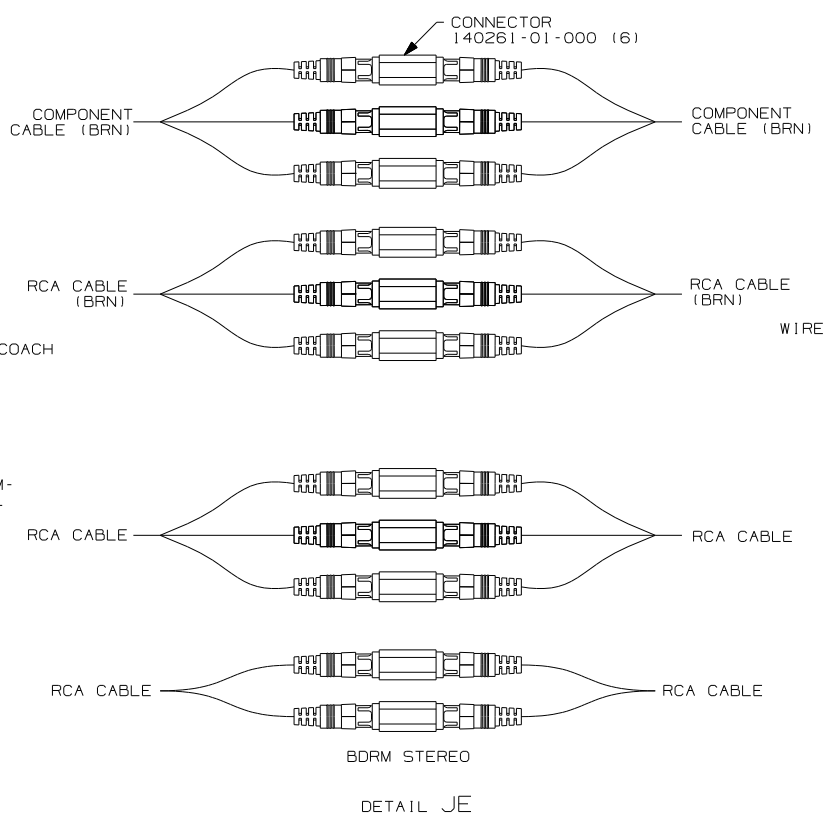 CONNECTOR
140261-01-000 (6)
COMPONENT
CABLE (BRN)
COMPONENT
CABLE (BRN)
RCA CABLE
(BRN)
RCA CABLE
(BRN)
WIRE
COACH
M-
RCA CABLE
RCA CABLE
RCA CABLE
RCA CABLE
BDRM STEREO
DETAIL JE